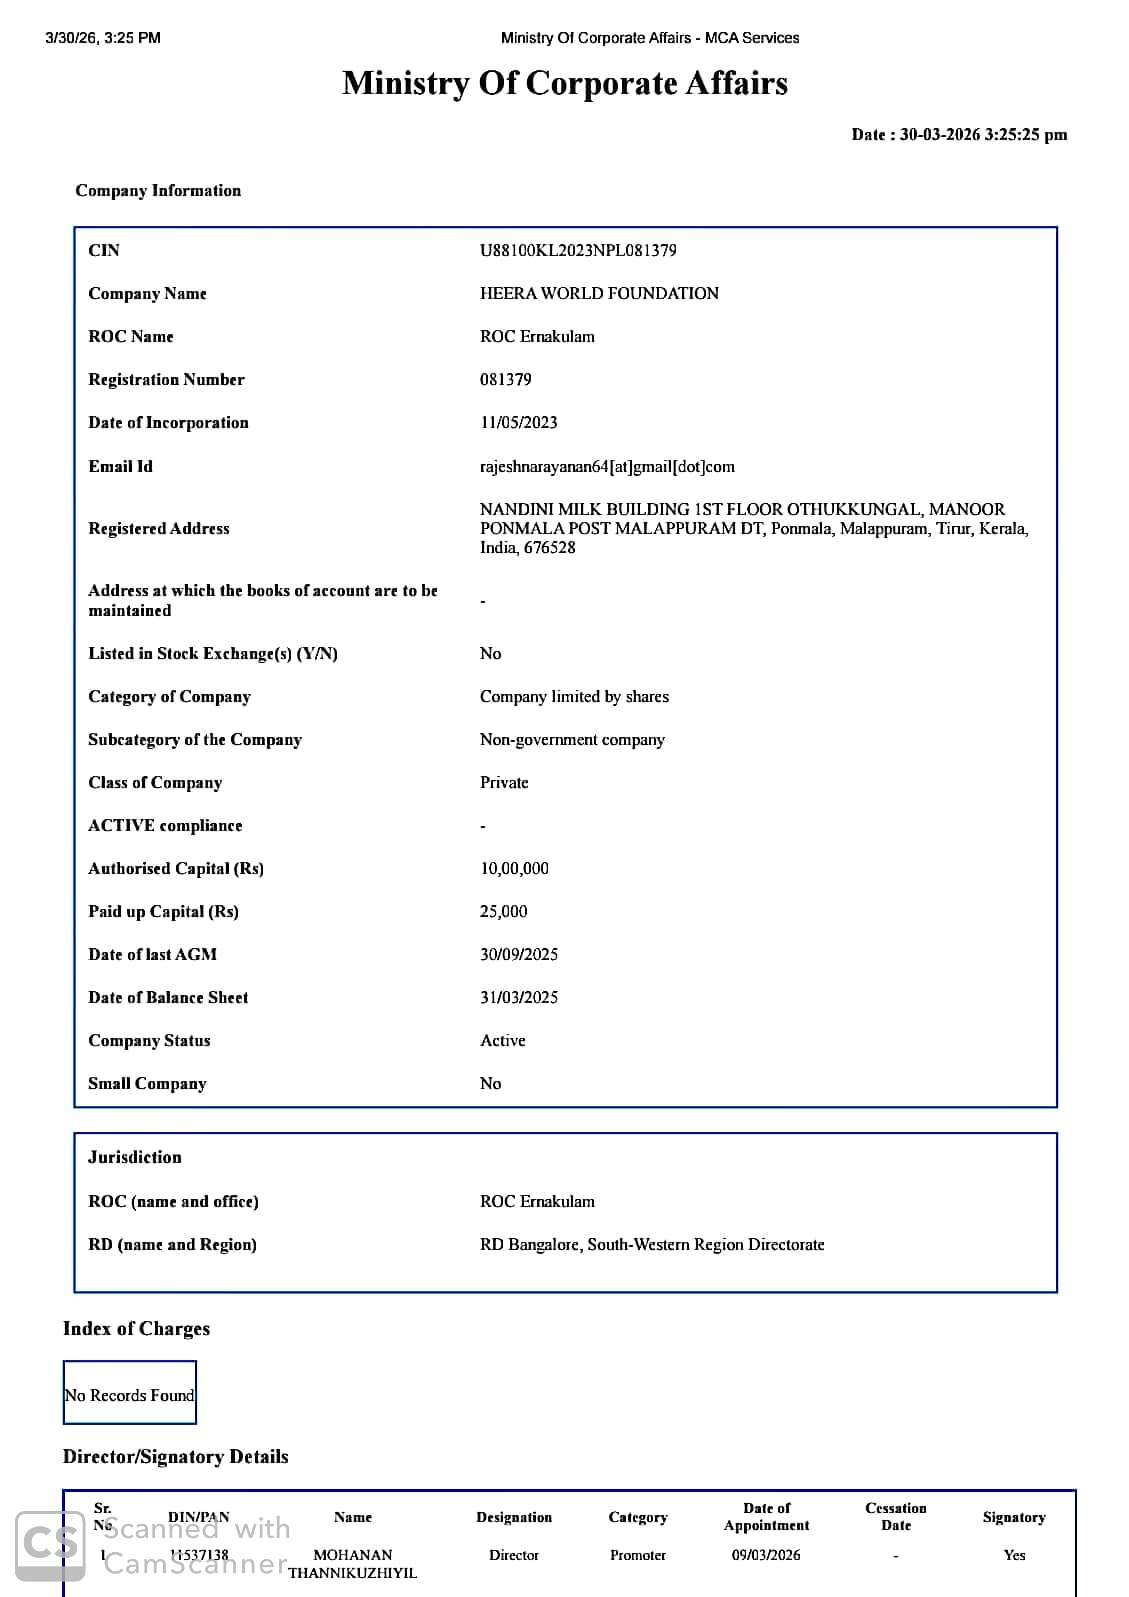 3/30/26, 3:25 PM
Ministry Of Corporate Affairs - MCA Services
Ministry Of Corporate Affairs
Date : 30-03-2026 3:25:25 pm
Company Information
CIN U88100KL2023NPL081379
Company Name HEERA WORLD FOUNDATION
ROC Name ROC Ernakulam
Registration Number 081379
Date of Incorporation 11/05/2023
Email Id rajeshnarayanan64[at]gmail[dot]com
Registered Address NANDINI MILK BUILDING 1ST FLOOR OTHUKKUNGAL, MANOOR
PONMALA POST MALAPPURAM DT, Ponmala, Malappuram, Tirur, Kerala,
India, 676528
Address at which the books of account are to be
maintained -
Listed in Stock Exchange(s) (Y/N) No
Category of Company Company limited by shares
Subcategory of the Company Non-government company
Class of Company Private
ACTIVE compliance -
Authorised Capital (Rs) 10,00,000
Paid up Capital (Rs) 25,000
Date of last AGM 30/09/2025
Date of Balance Sheet 31/03/2025
Company Status Active
Small Company No
Jurisdiction
ROC (name and office) ROC Ernakulam
RD (name and Region) RD Bangalore, South-Western Region Directorate
Index of Charges
No Records Found
Director/Signatory Details
Sr. No DIN/PAN Name Designation Category Date of Appointment Cessation Date Signatory
1 11537138 MOHANAN THANNIKUZHIYIL Director Promoter 09/03/2026 - Yes
CS Scanned with
CamScanner